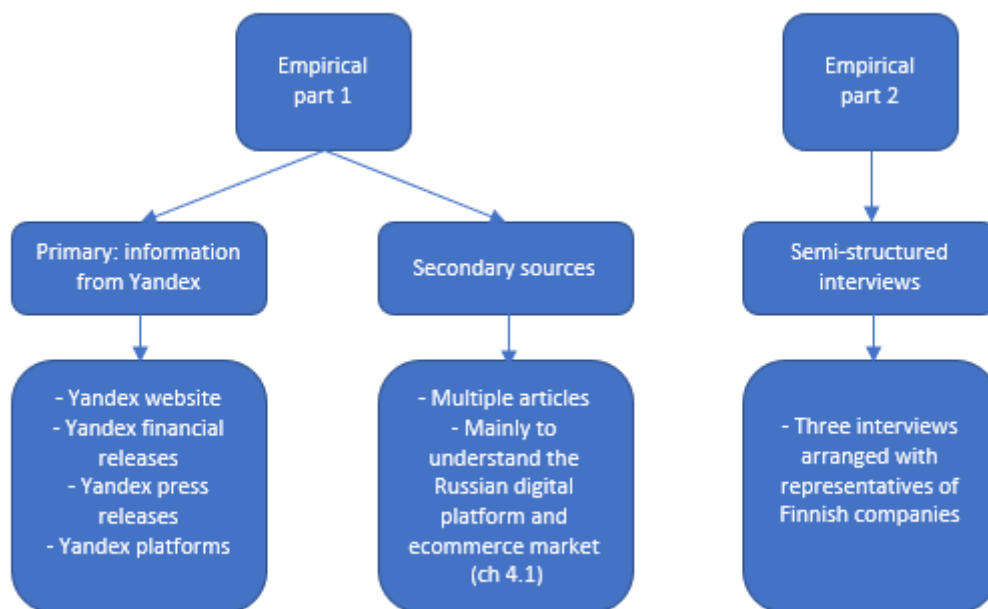 Empirical
part 1
Empirical
part 2
Primary: information
from Yandex
Secondary sources
Semi-structured
interviews
- Yandex website
- Yandex financial
releases
- Yandex press
releases
- Yandex platforms
- Multiple articles
- Mainly to
understand the
Russian digital
platform and
ecommerce market
(ch 4.1)
- Three interviews
arranged with
representatives of
Finnish companies